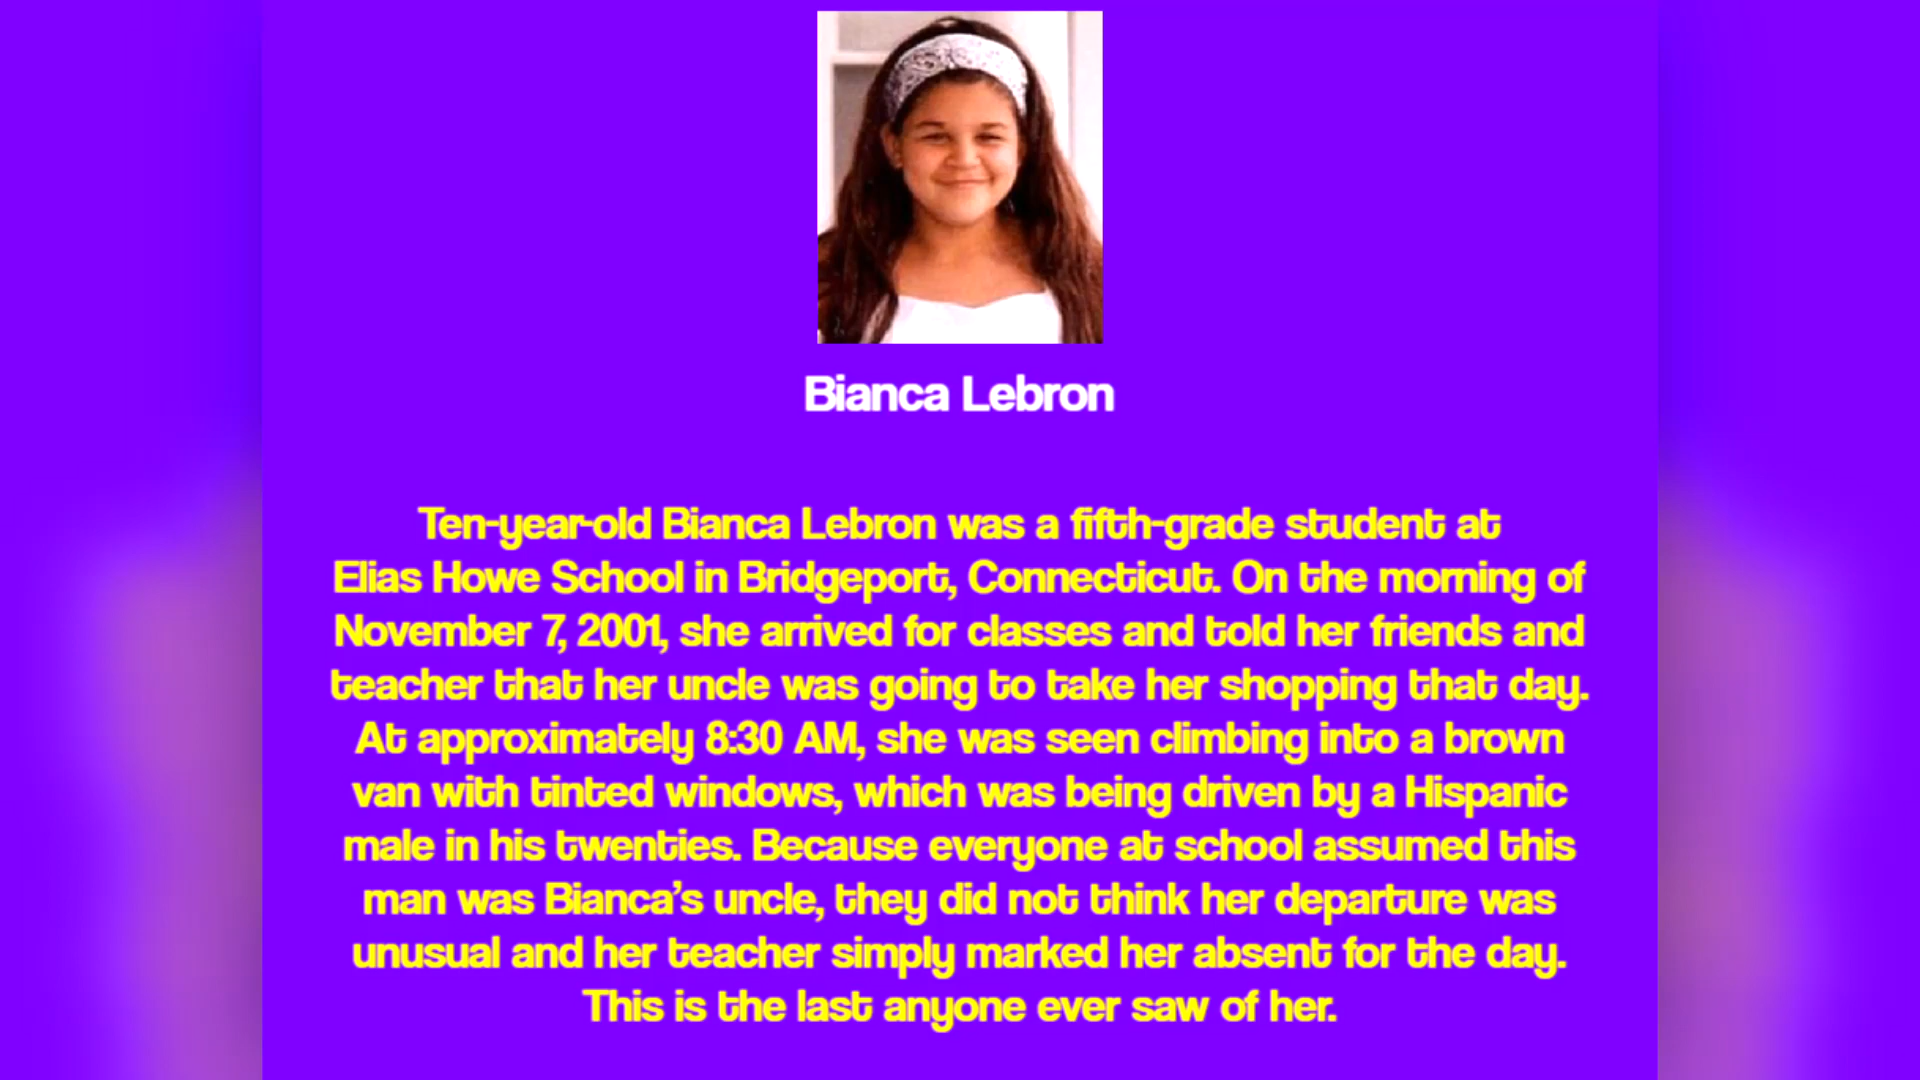 Bianca Lebron
Ten-year-old Bianca Lebron was a fifth-grade student at
Elias Howe School in Bridgeport, Connecticut. On the morning of
November 7, 2001, she arrived for classes and told her friends and
teacher that her uncle was going to take her shopping that day.
At approximately 8:30 AM, she was seen climbing into a brown
van with tinted windows, which was being driven by a Hispanic
male in his twenties. Because everyone at school assumed this
man was Bianca’s uncle, they did not think her departure was
unusual and her teacher simply marked her absent for the day.
This is the last anyone ever saw of her.